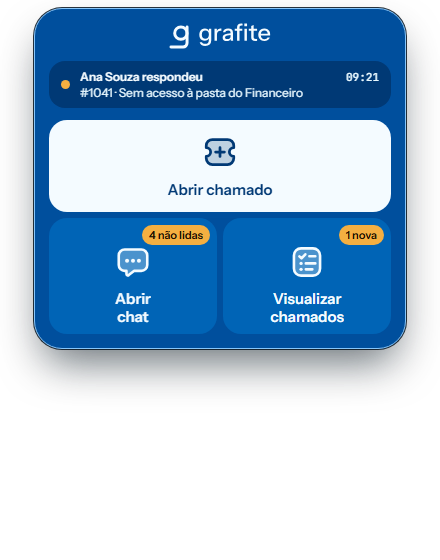 grafite
Ana Souza respondeu 09:21
#1041 · Sem acesso à pasta do Financeiro
Abrir chamado
4 não lidas
Abrir
chat
1 nova
Visualizar
chamados